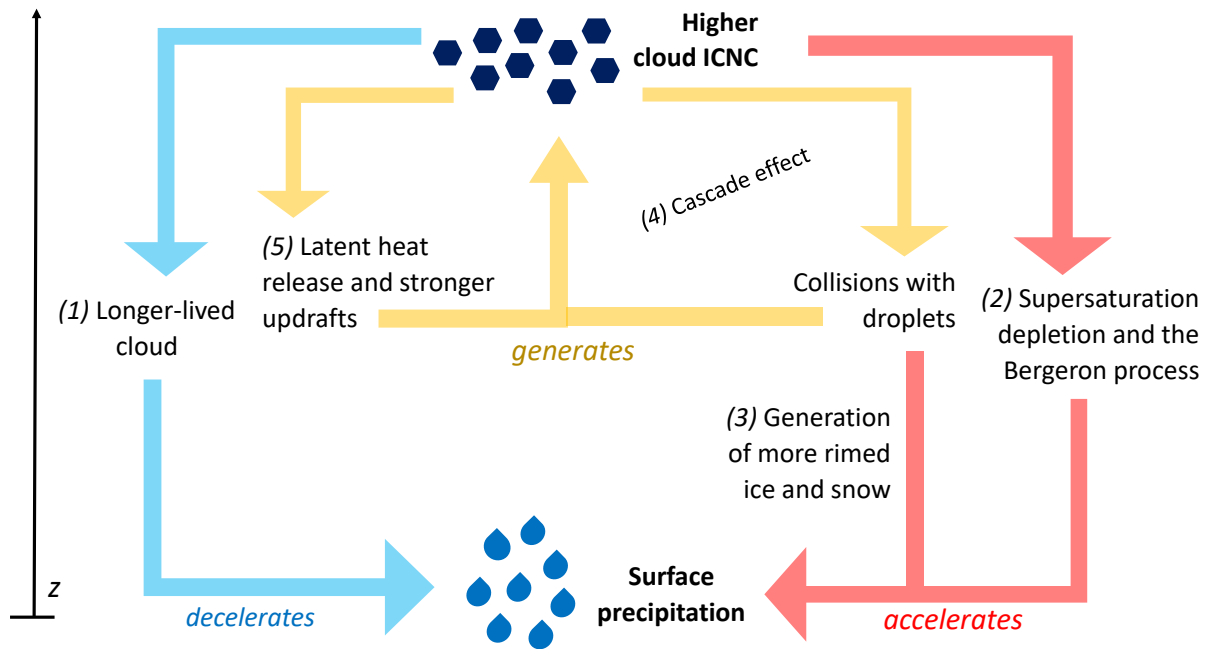 Higher
cloud ICNC
(4) Cascade effect
(5) Latent heat
release and stronger
updrafts
(1) Longer-lived
cloud
generates
Collisions with
droplets
(2) Supersaturation
depletion and the
Bergeron process
(3) Generation
of more rimed
ice and snow
z
decelerates
Surface
precipitation
accelerates